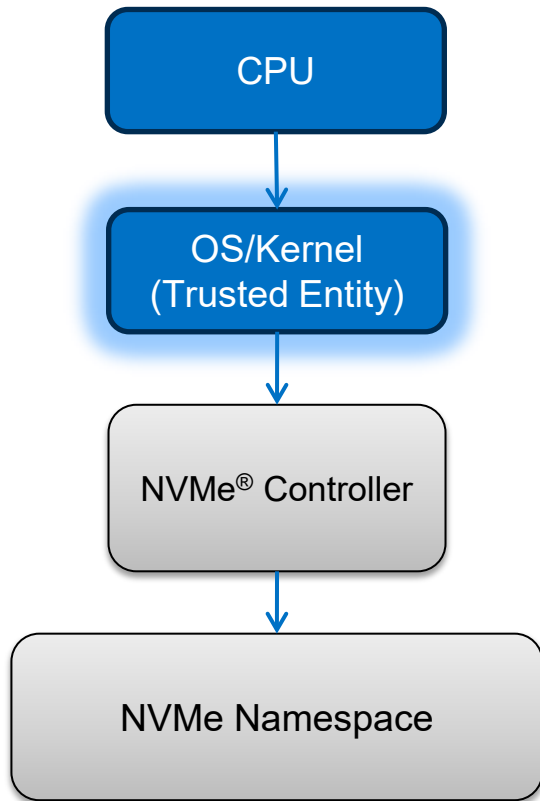 CPU
OS/Kernel
(Trusted Entity)
NVMe® Controller
NVMe Namespace